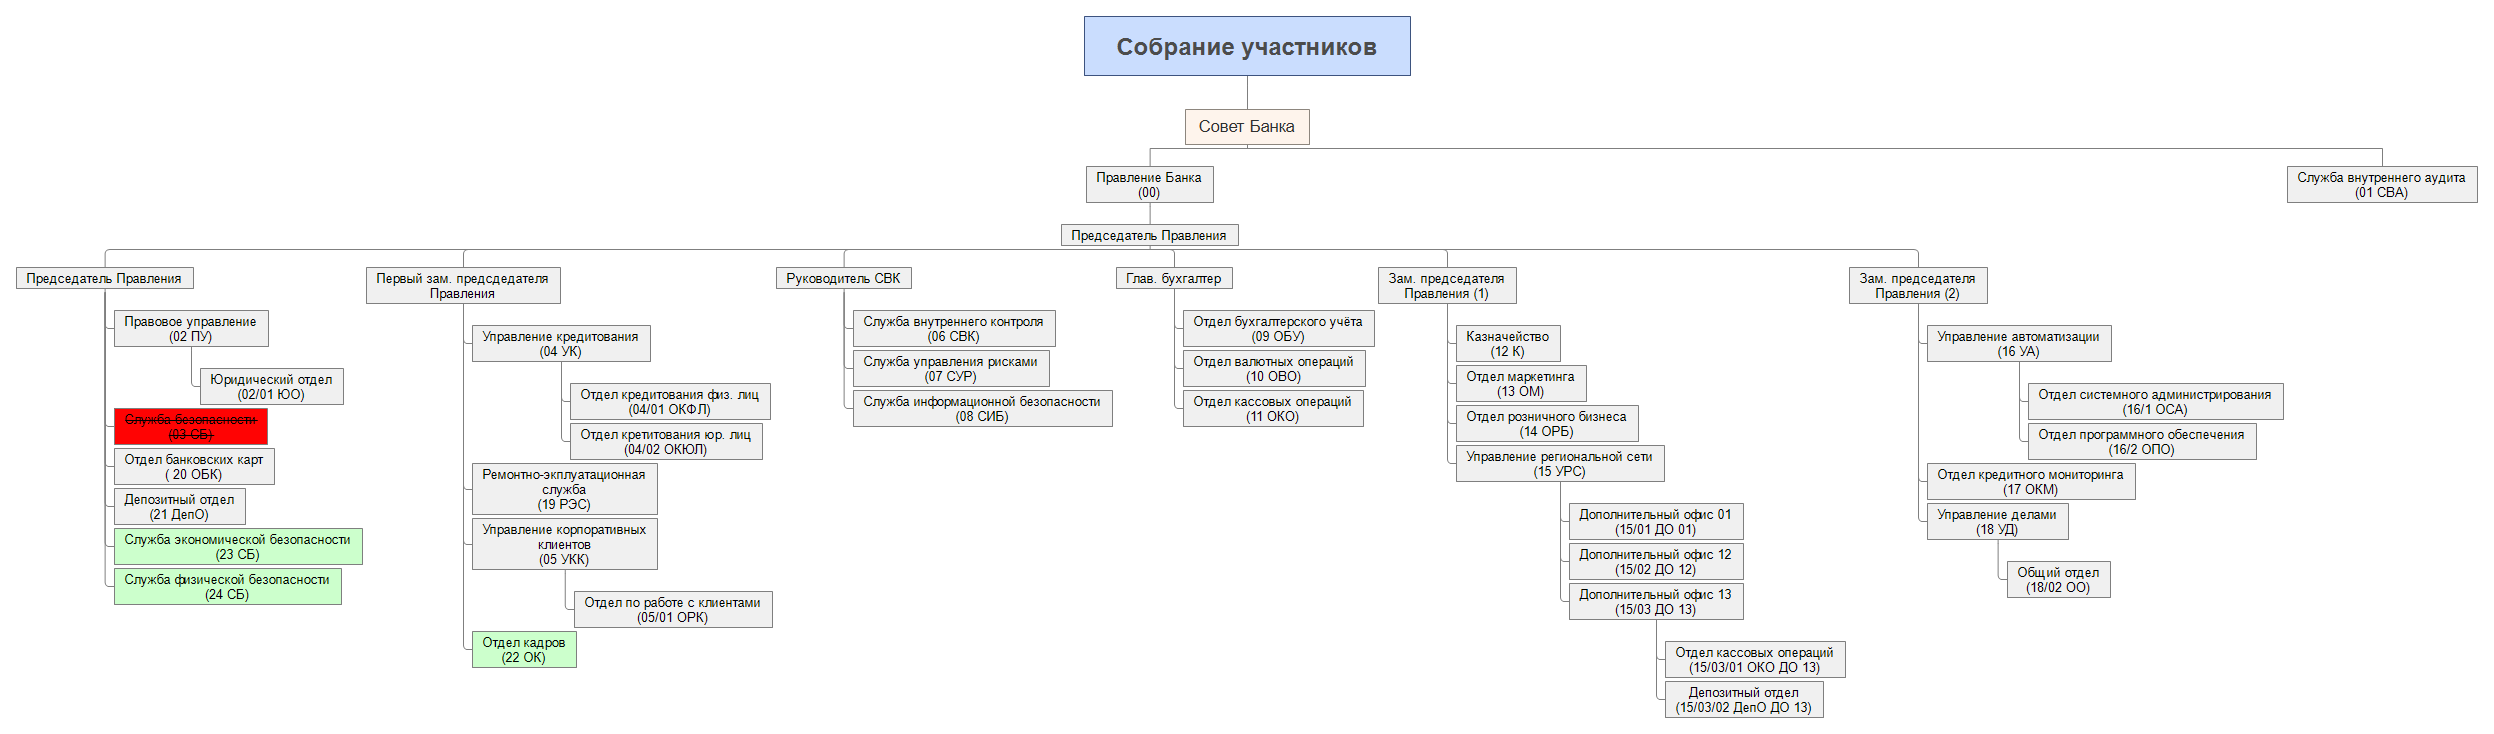 Собрание участников
Совет Банка
Правление Банка
(00)
Служба внутреннего аудита
(01 СВА)
Председатель Правления
Председатель Правления
Правовое управление
(02 ПУ)
Юридический отдел
(02/01 ЮО)
Служба безопасности
(03 СБ)
Отдел банковских карт
( 20 ОБК)
Депозитный отдел
(21 ДепО)
Служба экономической безопасности
(23 СБ)
Служба физической безопасности
(24 СБ)
Первый зам. предсдедателя
Правления
Управление кредитования
(04 УК)
Отдел кредитования физ. лиц
(04/01 ОКФЛ)
Отдел кретитования юр. лиц
(04/02 ОКЮЛ)
Ремонтно-экплуатационная
служба
(19 РЭС)
Управление корпоративных
клиентов
(05 УКК)
Отдел по работе с клиентами
(05/01 ОРК)
Отдел кадров
(22 ОК)
Руководитель СВК
Служба внутреннего контроля
(06 СВК)
Служба управления рисками
(07 СУР)
Служба информационной безопасности
(08 СИБ)
Глав. бухгалтер
Отдел бухгалтерского учёта
(09 ОБУ)
Отдел валютных операций
(10 ОВО)
Отдел кассовых операций
(11 ОКО)
Зам. председателя
Правления (1)
Казначейство
(12 К)
Отдел маркетинга
(13 ОМ)
Отдел розничного бизнеса
(14 ОРБ)
Управление региональной сети
(15 УРС)
Дополнительный офис 01
(15/01 ДО 01)
Дополнительный офис 12
(15/02 ДО 12)
Дополнительный офис 13
(15/03 ДО 13)
Отдел кассовых операций
(15/03/01 ОКО ДО 13)
Депозитный отдел
(15/03/02 ДепО ДО 13)
Зам. председателя
Правления (2)
Управление автоматизации
(16 УА)
Отдел системного администрирования
(16/1 ОСА)
Отдел программного обеспечения
(16/2 ОПО)
Отдел кредитного мониторинга
(17 ОКМ)
Управление делами
(18 УД)
Общий отдел
(18/02 ОО)